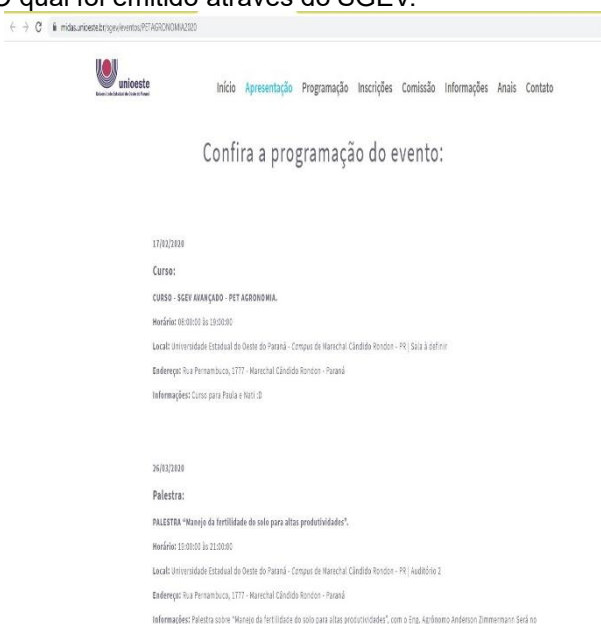 O qual foi emitido através do SGEV.
midas.unioeste.br/sgev/eventos/PETAGRONOMIA2020
unioeste
Universidade Estadual do Oeste do Paraná
Início Apresentação Programação Inscrições Comissão Informações Anais Contato
Confira a programação do evento:
17/02/2020
Curso:
CURSO - SGEV AVANÇADO - PET AGRONOMIA.
Horário: 08:00:00 às 19:00:00
Local: Universidade Estadual do Oeste do Paraná - Campus de Marechal Cândido Rondon - PR | Sala à definir
Endereço: Rua Pernambuco, 1777 - Marechal Cândido Rondon - Paraná
Informações: Curso para Paula e Nati :D
26/03/2020
Palestra:
PALESTRA “Manejo da fertilidade do solo para altas produtividades”.
Horário: 19:00:00 às 21:00:00
Local: Universidade Estadual do Oeste do Paraná - Campus de Marechal Cândido Rondon - PR | Auditório 2
Endereço: Rua Pernambuco, 1777 - Marechal Cândido Rondon - Paraná
Informações: Palestra sobre “Manejo da fertilidade do solo para altas produtividades”, com o Eng. Agrônomo Anderson Zimmermann Será no